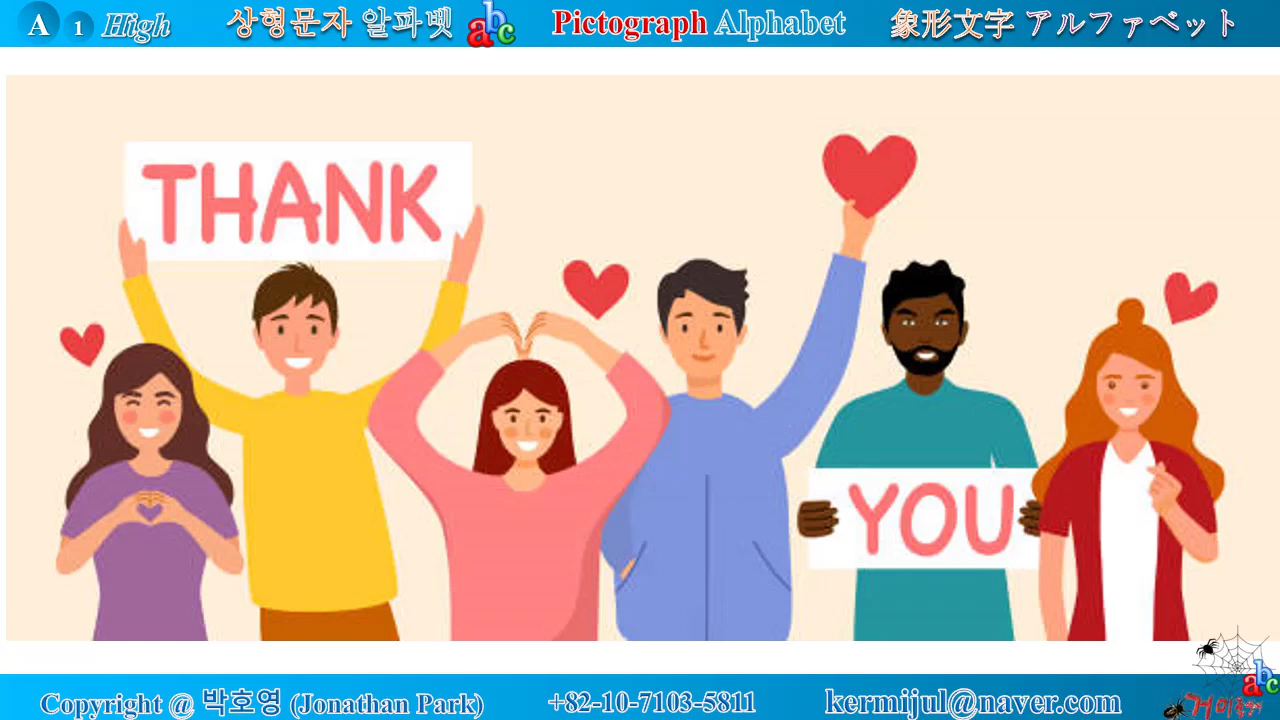 A 1 High 상형문자 알파벳 abc Pictograph Alphabet 象形文字 アルファベット
THANK
YOU
abc
Copyright @ 박호영 (Jonathan Park) +82-10-7103-5811 kermijul@naver.com